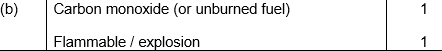 (b) Carbon monoxide (or unburned fuel) 1
Flammable / explosion 1